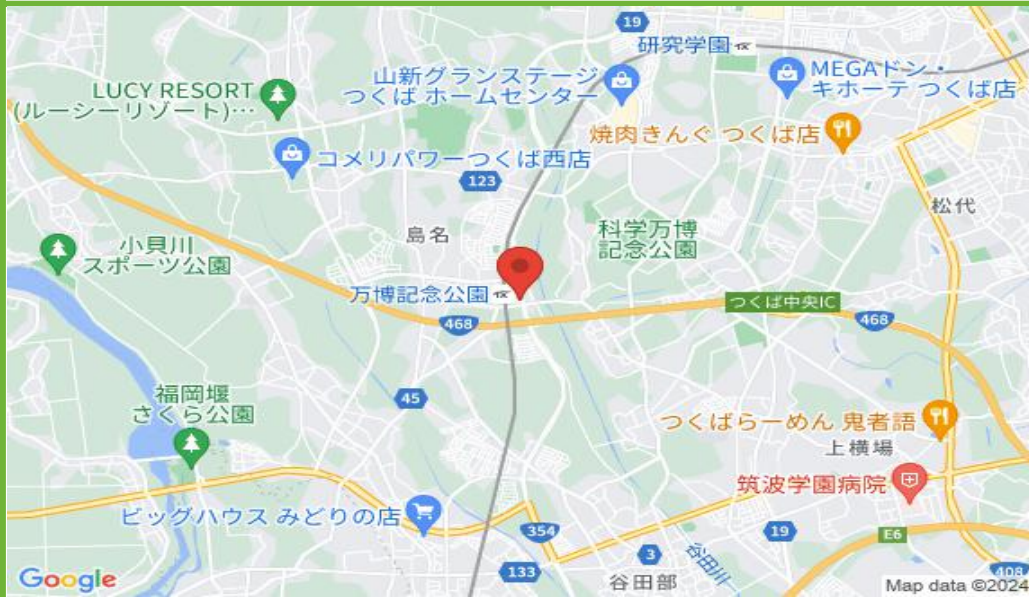 19
研究学園
山新グランステージ
つくば ホームセンター
MEGAドン・
キホーテ つくば店
LUCY RESORT
(ルーシーリゾート)…
焼肉きんぐ つくば店
コメリパワーつくば西店
123
松代
島名
科学万博
記念公園
小貝川
スポーツ公園
万博記念公園
つくば中央IC
468
468
45
福岡堰
さくら公園
つくばらーめん 鬼者語
上横場
筑波学園病院
ビッグハウス みどりの店
354
19
E6
3
谷田川
133
谷田部
408
Google
Map data ©2024